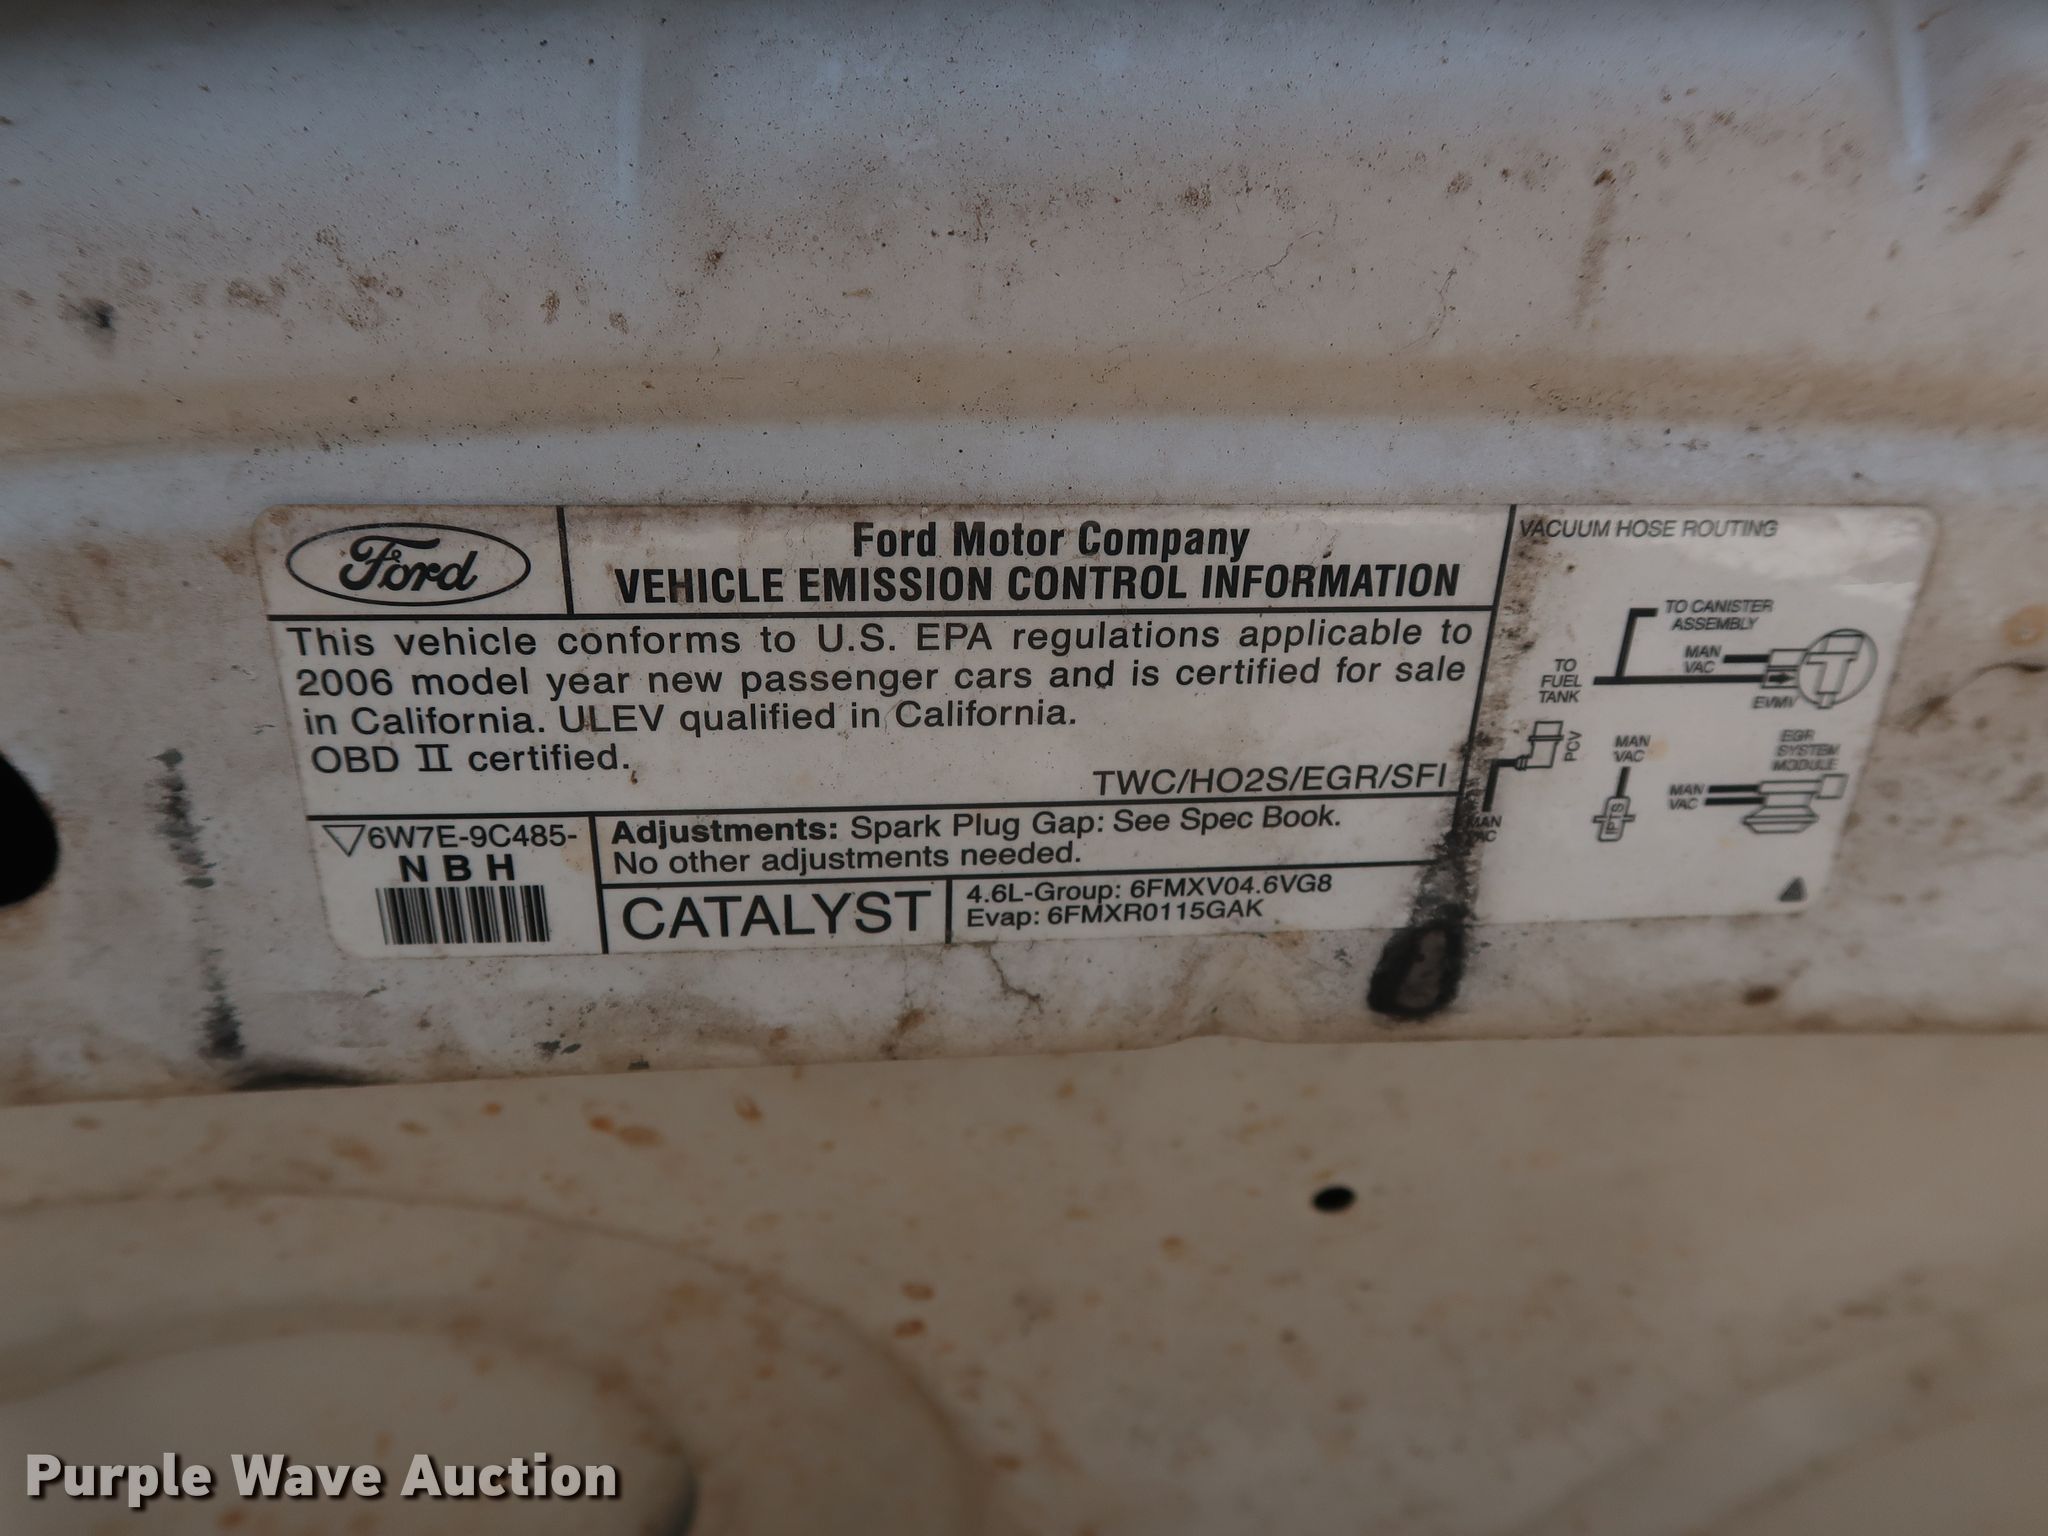 Ford
Ford Motor Company
VEHICLE EMISSION CONTROL INFORMATION
This vehicle conforms to U.S. EPA regulations applicable to
2006 model year new passenger cars and is certified for sale
in California. ULEV qualified in California.
OBD II certified.
TWC/HO2S/EGR/SFI
6W7E-9C485-
NBH
Adjustments: Spark Plug Gap: See Spec Book.
No other adjustments needed.
CATALYST
4.6L-Group: 6FMXV04.6VG8
Evap: 6FMXR0115GAK
VACUUM HOSE ROUTING
TO CANISTER
ASSEMBLY
MAN
VAC
TO
FUEL
TANK
EVMV
PCV
MAN
VAC
EGR
SYSTEM
MODULE
MAN
VAC
IPTS
MAN
VAC
Purple Wave Auction